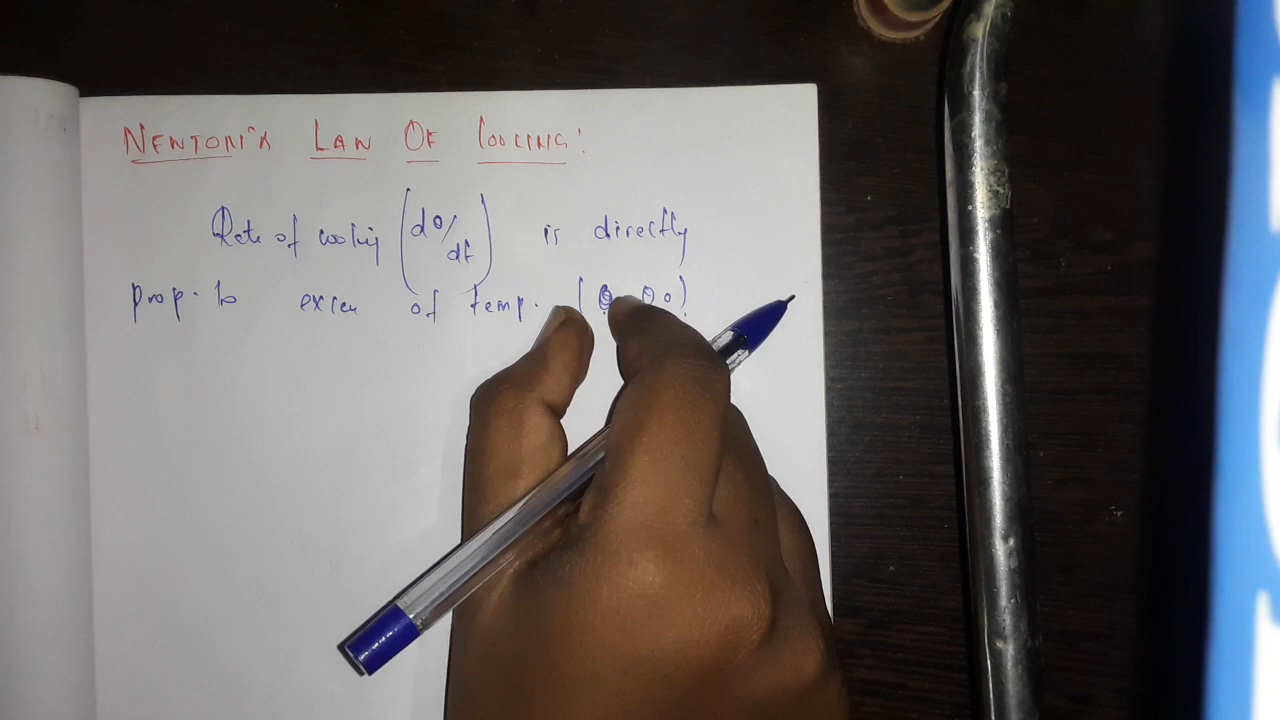 NEWTON'S LAW OF COOLING:
Rate of cooling (dθ/dt) is directly
prop. to excess of temp. (θ - θ0)